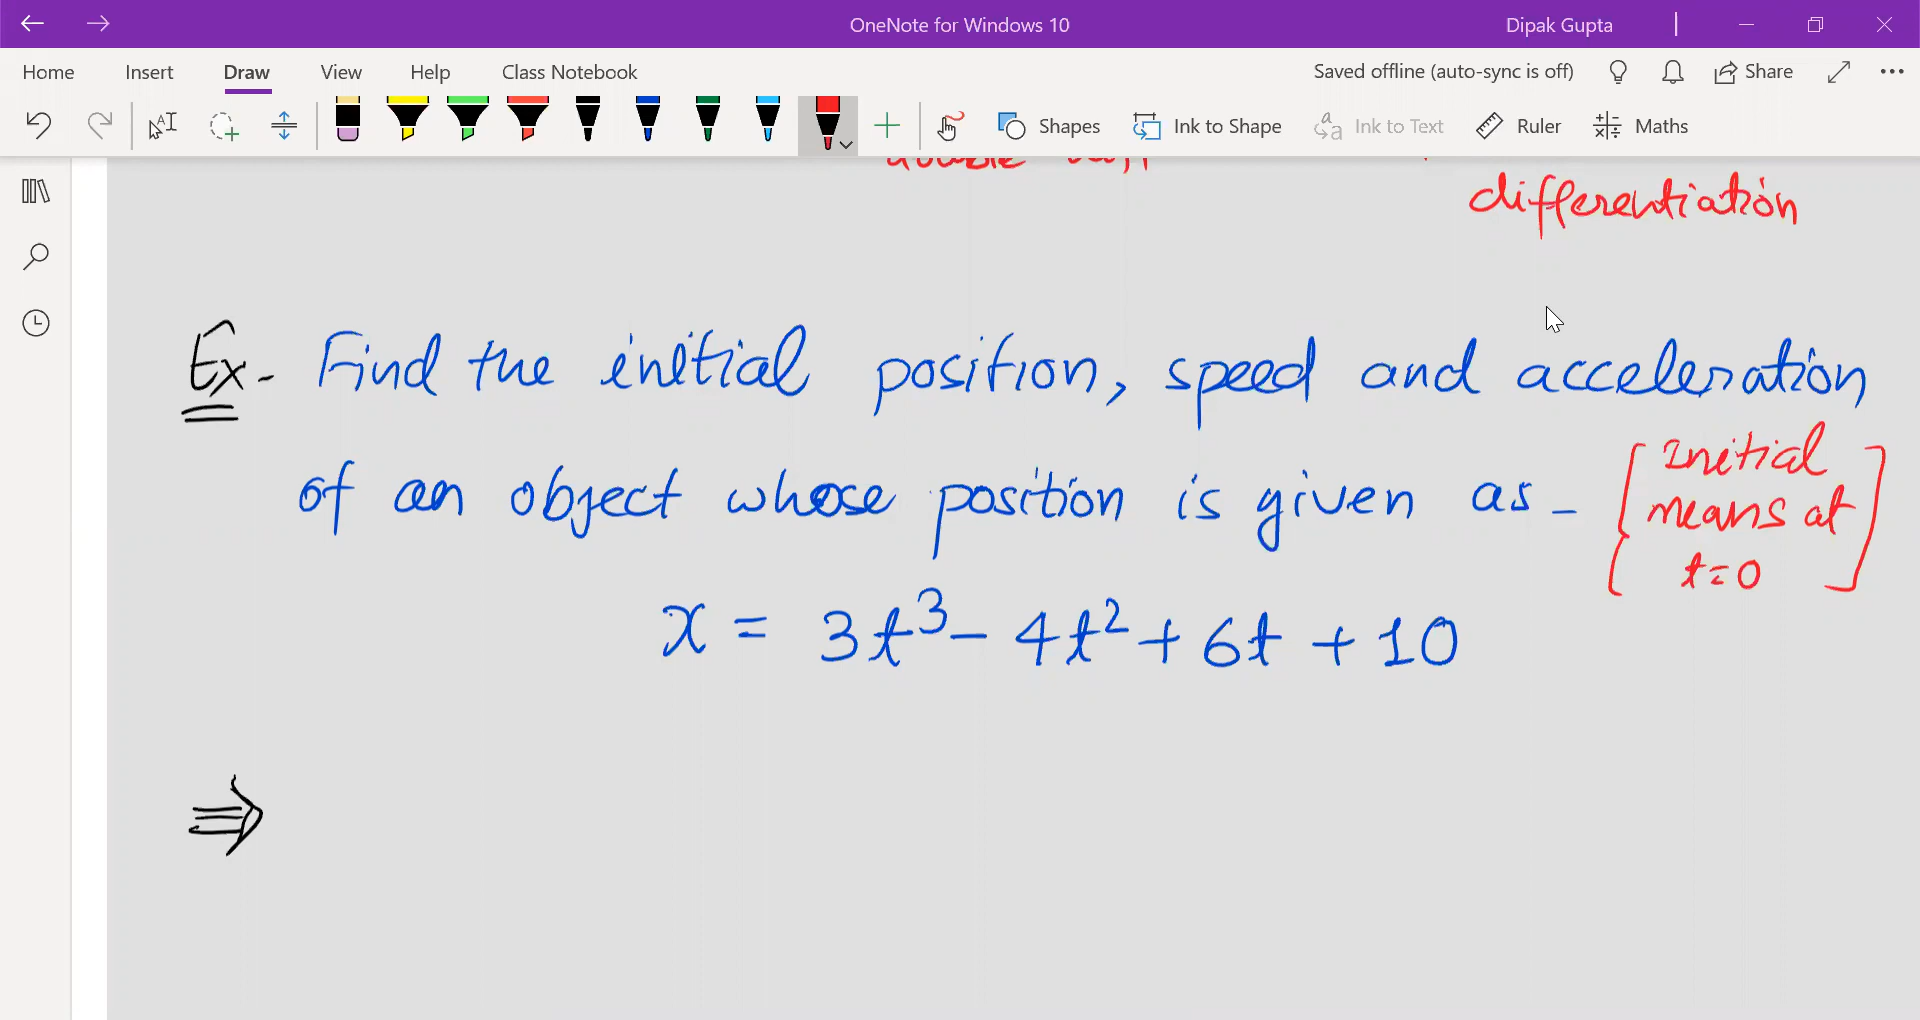 OneNote for Windows 10
Dipak Gupta
Home Insert Draw View Help Class Notebook
Saved offline (auto-sync is off) Share
Shapes Ink to Shape Ink to Text Ruler Maths
differentiation
Ex- Find the initial position, speed and acceleration
of an object whose position is given as -
[Initial
means at
t=0]
x = 3t³ - 4t² + 6t + 10
⇒